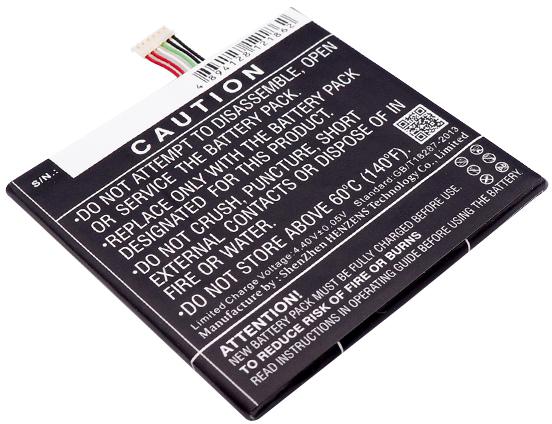 4894128121862
S/N.:
CAUTION
•DO NOT ATTEMPT TO DISASSEMBLE, OPEN
OR SERVICE THE BATTERY PACK.
•REPLACE ONLY WITH THE BATTERY PACK
DESIGNATED FOR THIS PRODUCT.
•DO NOT CRUSH, PUNCTURE, SHORT
EXTERNAL CONTACTS OR DISPOSE OF IN
FIRE OR WATER.
•DO NOT STORE ABOVE 60°C (140°F).
Limited Charge Voltage:4.40V±0.05V Standard:GB/T18287-2013
Manufacture by:ShenZhen HENZENS Technology Co.,Limited
ATTENTION!
NEW BATTERY PACK MUST BE FULLY CHARGED BEFORE USE.
TO REDUCE RISK OF FIRE OR BURNS
READ INSTRUCTIONS IN OPERATING GUIDE BEFORE USING THE BATTERY.